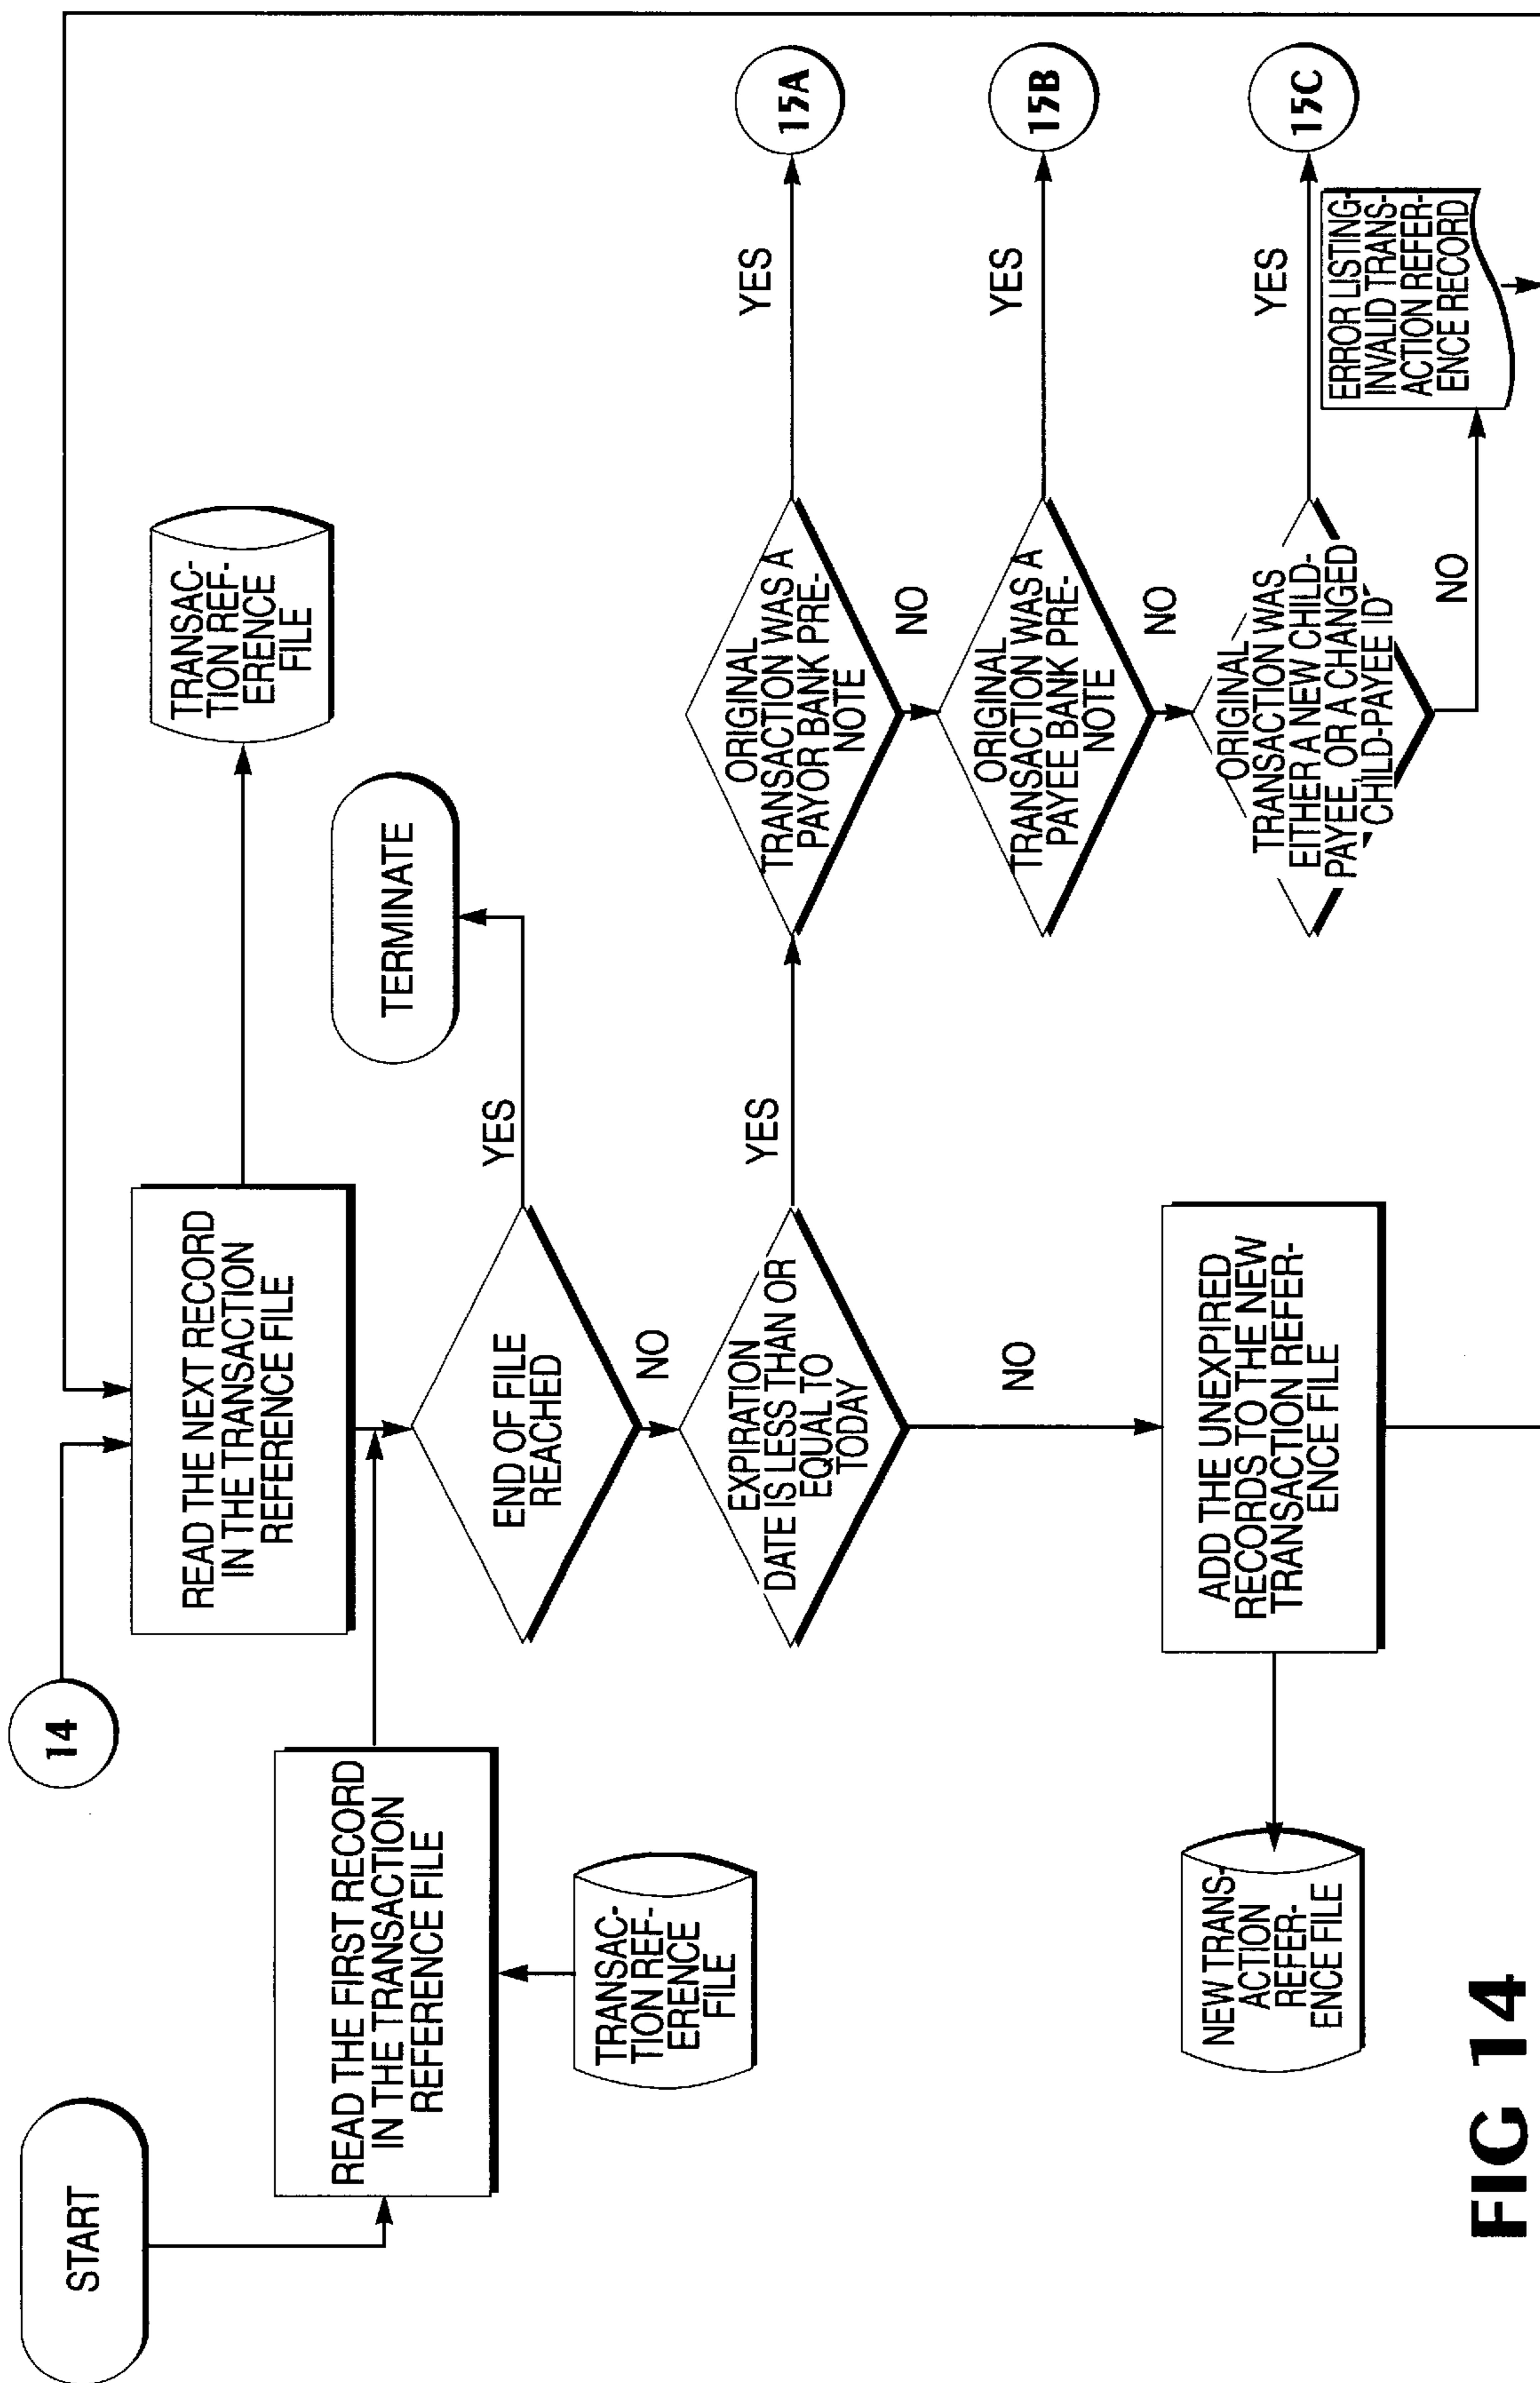 START
14
READ THE FIRST RECORD
IN THE TRANSACTION
REFERENCE FILE
TRANSAC-
TION REF-
ERENCE
FILE
READ THE NEXT RECORD
IN THE TRANSACTION
REFERENCE FILE
TRANSAC-
TION REF-
ERENCE
FILE
END OF FILE
REACHED
YES
TERMINATE
NO
EXPIRATION
DATE IS LESS THAN OR
EQUAL TO
TODAY
YES
NO
ADD THE UNEXPIRED
RECORDS TO THE NEW
TRANSACTION REFER-
ENCE FILE
NEW TRANS-
ACTION
REFER-
ENCE FILE
ORIGINAL
TRANSACTION WAS A
PAYOR BANK PRE-
NOTE
YES
15A
NO
ORIGINAL
TRANSACTION WAS A
PAYEE BANK PRE-
NOTE
YES
15B
NO
ORIGINAL
TRANSACTION WAS
EITHER A NEW CHILD-
PAYEE, OR A CHANGED
CHILD-PAYEE ID
YES
15C
NO
ERROR LISTING-
INVALID TRANS-
ACTION REFER-
ENCE RECORD
FIG 14